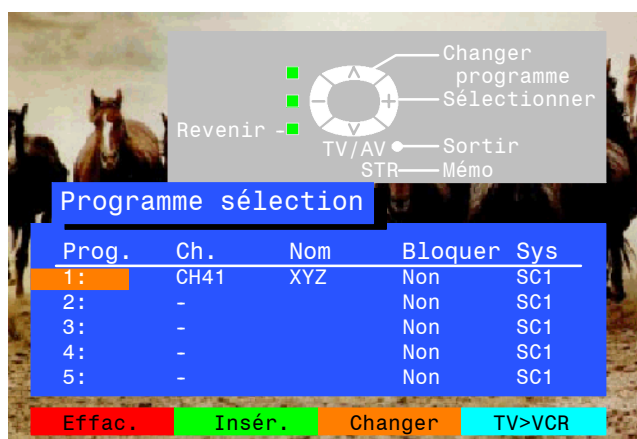 Changer
programme
Sélectionner
Revenir
TV/AV Sortir
STR Mémo
Programme sélection
Prog. Ch. Nom Bloquer Sys
1: CH41 XYZ Non SC1
2: - Non SC1
3: - Non SC1
4: - Non SC1
5: - Non SC1
Effac. Insér. Changer TV>VCR